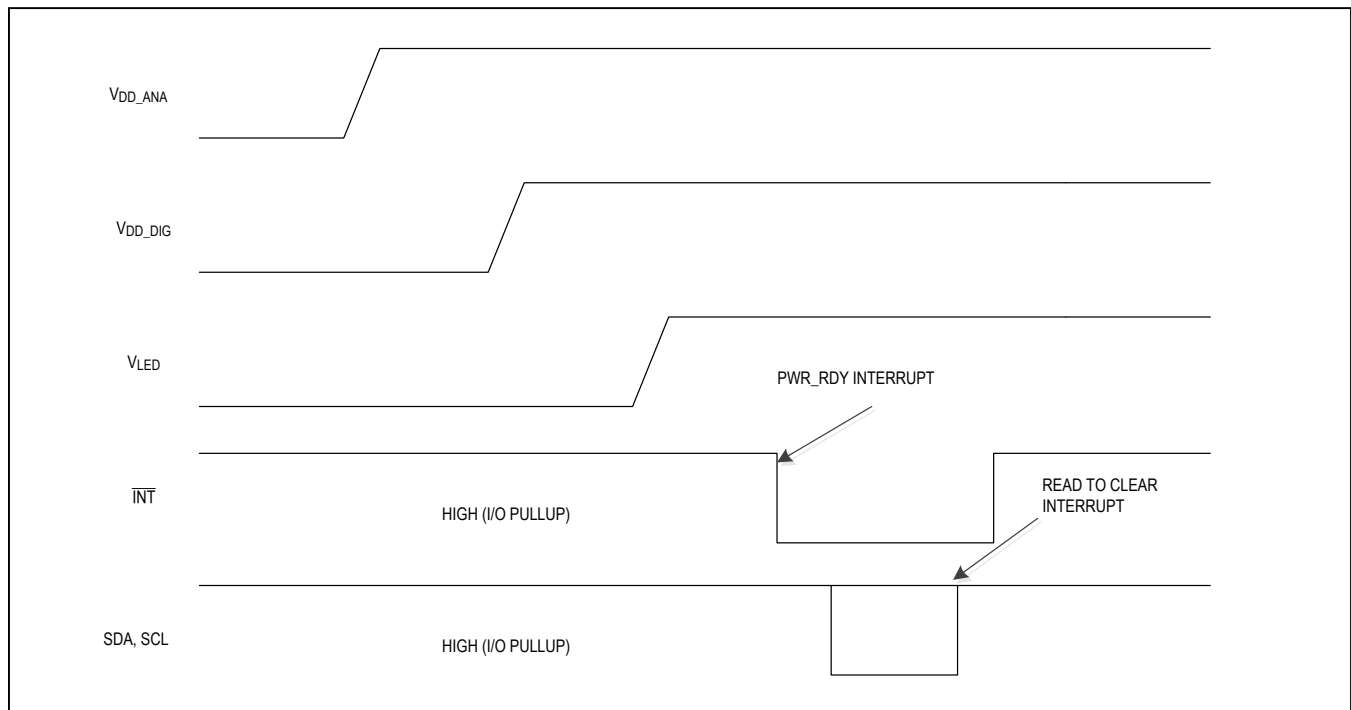 VDD_ANA
VDD_DIG
VLED
PWR_RDY INTERRUPT
INT
HIGH (I/O PULLUP)
READ TO CLEAR
INTERRUPT
SDA, SCL
HIGH (I/O PULLUP)